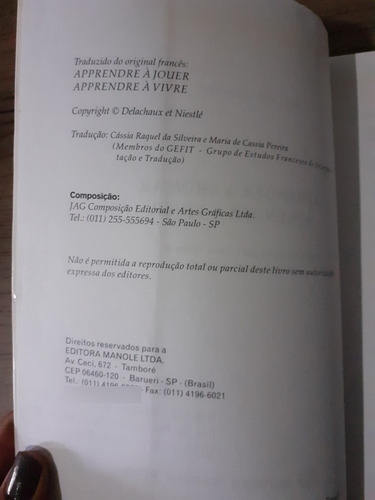 Traduzido do original francês:
APPRENDRE À JOUER
APPRENDRE À VIVRE
Copyright © Delachaux et Niestlé
Tradução: Cássia Raquel da Silveira e Maria de Cassia Pereira
(Membros do GEFIT - Grupo de Estudos Franceses de
tação e Tradução)
Composição:
JAG Composição Editorial e Artes Gráficas Ltda.
Tel.: (011) 255-555694 - São Paulo - SP
Não é permitida a reprodução total ou parcial deste livro sem
expressa dos editores.
Direitos reservados para a
EDITORA MANOLE LTDA.
Av. Ceci, 672 - Tamboré
CEP 06460-120 - Barueri - SP - (Brasil)
Tel.: (011) Fax: (011) 4196-6021